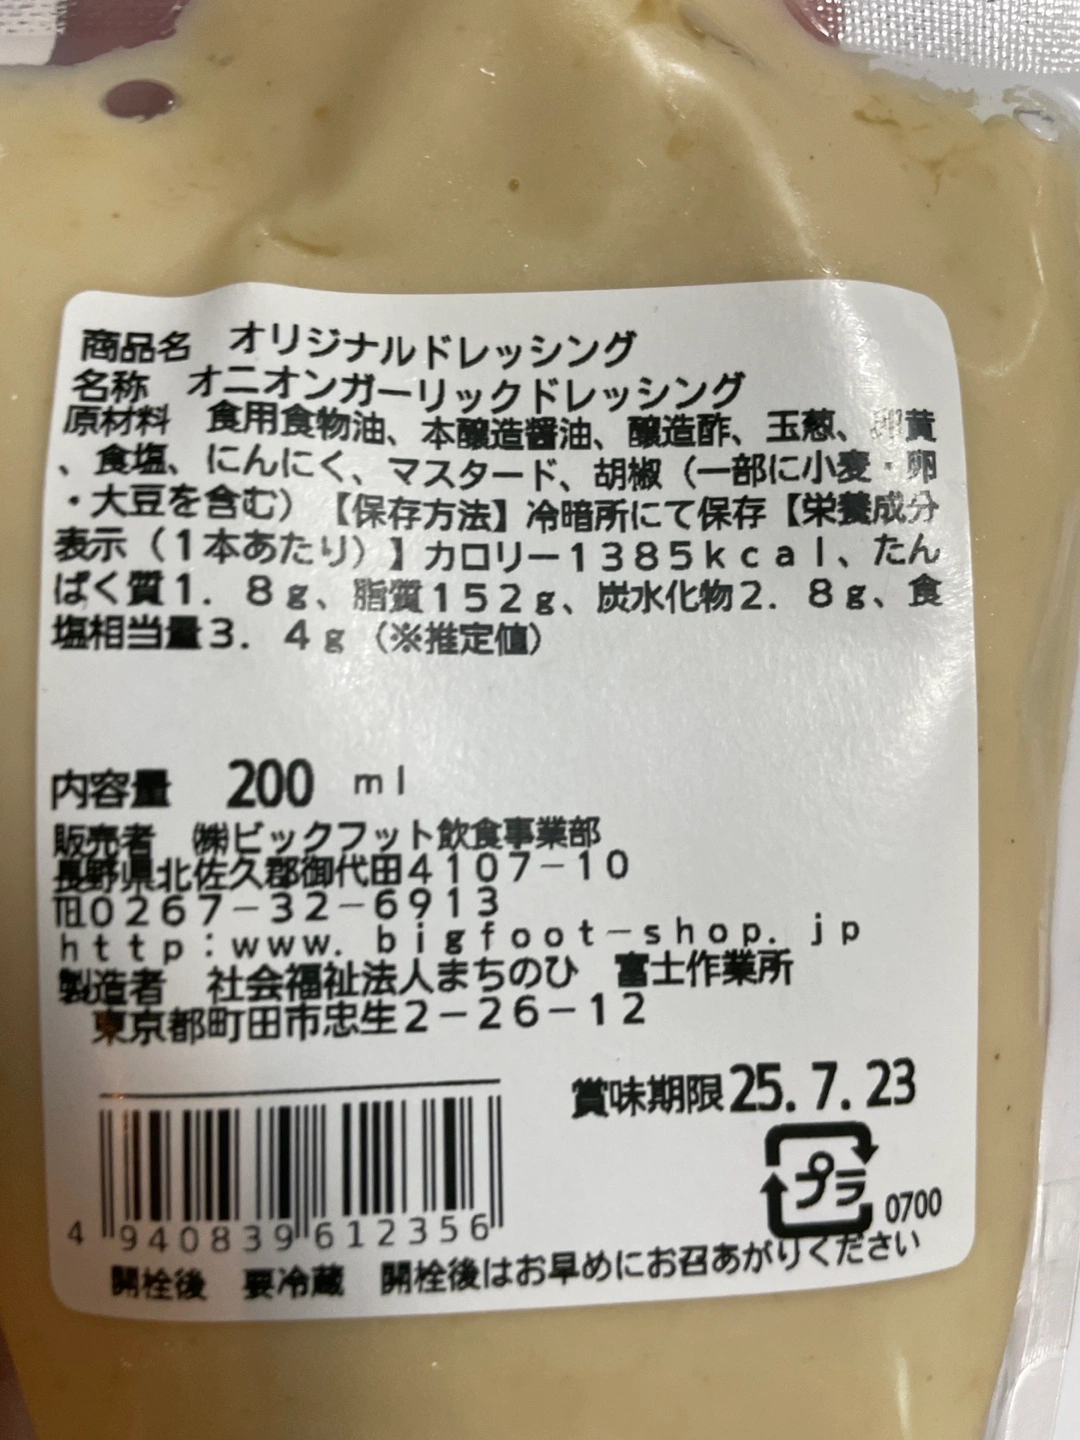 商品名 オリジナルドレッシング
名称 オニオンガーリックドレッシング
原材料 食用食物油、本醸造醤油、醸造酢、玉葱、卵黄
、食塩、にんにく、マスタード、胡椒（一部に小麦・卵
・大豆を含む）【保存方法】冷暗所にて保存【栄養成分
表示（1本あたり）】カロリー1385kcal、たん
ぱく質1．8g、脂質152g、炭水化物2．8g、食
塩相当量3．4g（※推定値）
内容量 200 ml
販売者 ㈱ビックフット飲食事業部
長野県北佐久郡御代田4107－10
℡0267－32－6913
http：www．bigfoot－shop．jp
製造者 社会福祉法人まちのひ 富士作業所
東京都町田市忠生2－26－12
賞味期限25.7.23
プラ
0700
4940839612356
開栓後 要冷蔵 開栓後はお早めにお召あがりください